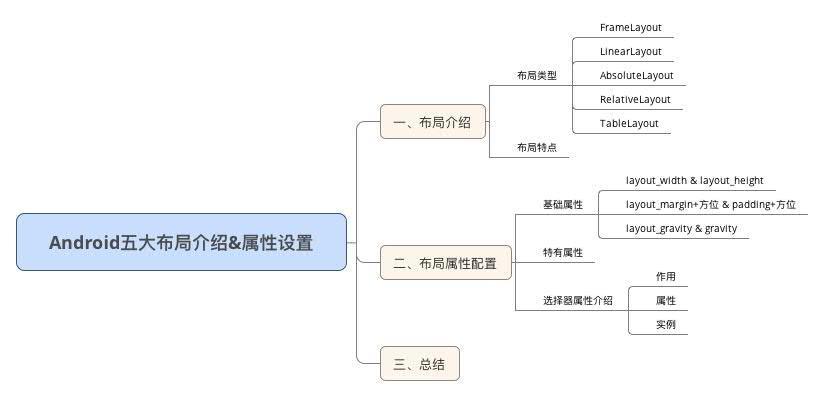 Android五大布局介绍&属性设置
一、布局介绍
布局类型
FrameLayout
LinearLayout
AbsoluteLayout
RelativeLayout
TableLayout
布局特点
二、布局属性配置
基础属性
layout_width & layout_height
layout_margin+方位 & padding+方位
layout_gravity & gravity
特有属性
选择器属性介绍
作用
属性
实例
三、总结